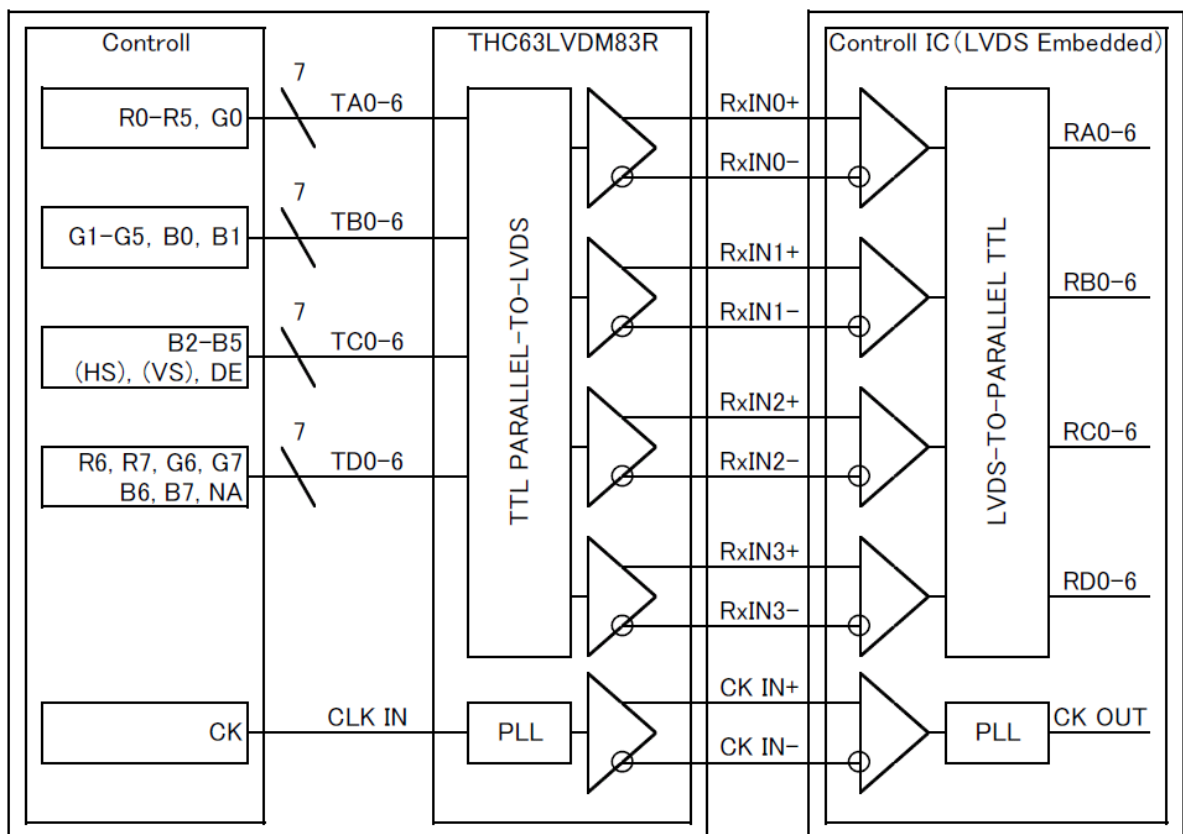 Controll
THC63LVDM83R
Controll IC(LVDS Embedded)
7
R0-R5, G0
TA0-6
RxIN0+
RxIN0-
RA0-6
7
G1-G5, B0, B1
TB0-6
RxIN1+
RxIN1-
RB0-6
7
B2-B5
(HS), (VS), DE
TC0-6
RxIN2+
RxIN2-
RC0-6
7
R6, R7, G6, G7
B6, B7, NA
TD0-6
RxIN3+
RxIN3-
RD0-6
TTL PARALLEL-TO-LVDS
LVDS-TO-PARALLEL TTL
CK
CLK IN
PLL
CK IN+
CK IN-
PLL
CK OUT